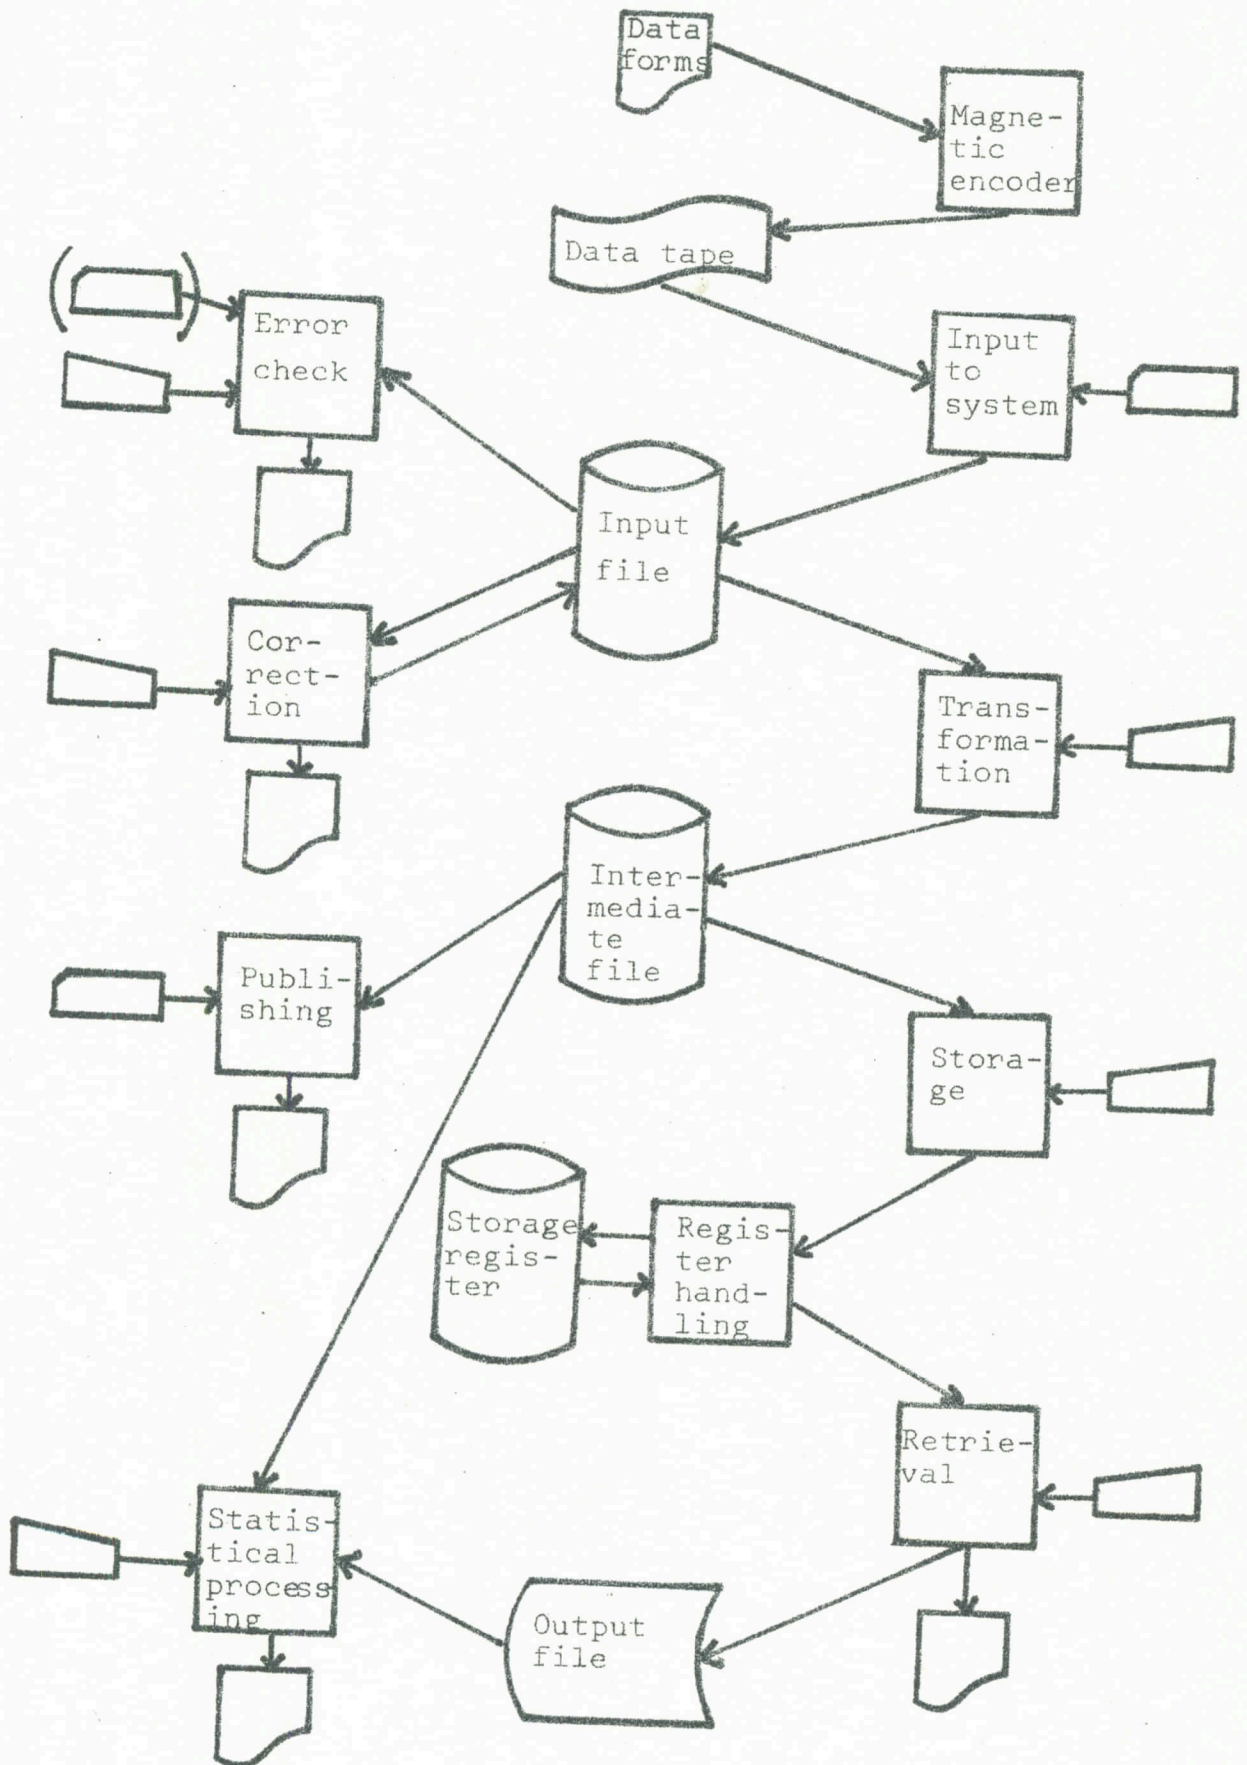 Data
forms
Magne-
tic
encoder
Data tape
Error
check
Input
to
system
Input
file
Cor-
rect-
ion
Trans-
forma-
tion
Inter-
media-
te
file
Publi-
shing
Stora-
ge
Storage
regis-
ter
Regis-
ter
hand-
ling
Retrie-
val
Statis-
tical
process
ing
Output
file